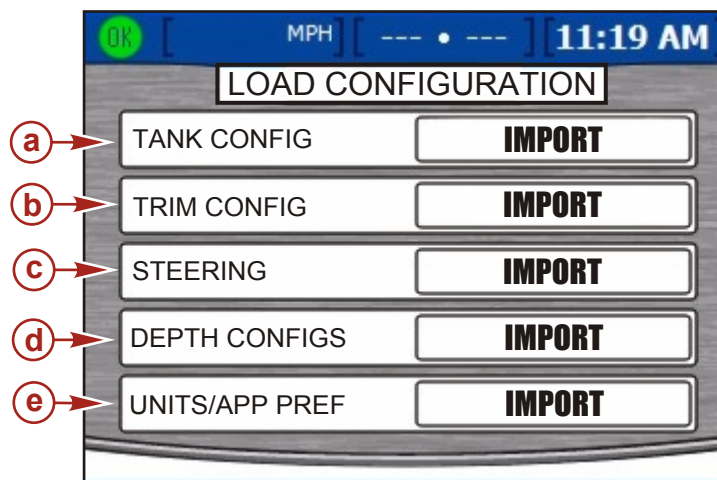 OK [ MPH ] [ --- • --- ] [ 11:19 AM
LOAD CONFIGURATION
a TANK CONFIG IMPORT
b TRIM CONFIG IMPORT
c STEERING IMPORT
d DEPTH CONFIGS IMPORT
e UNITS/APP PREF IMPORT